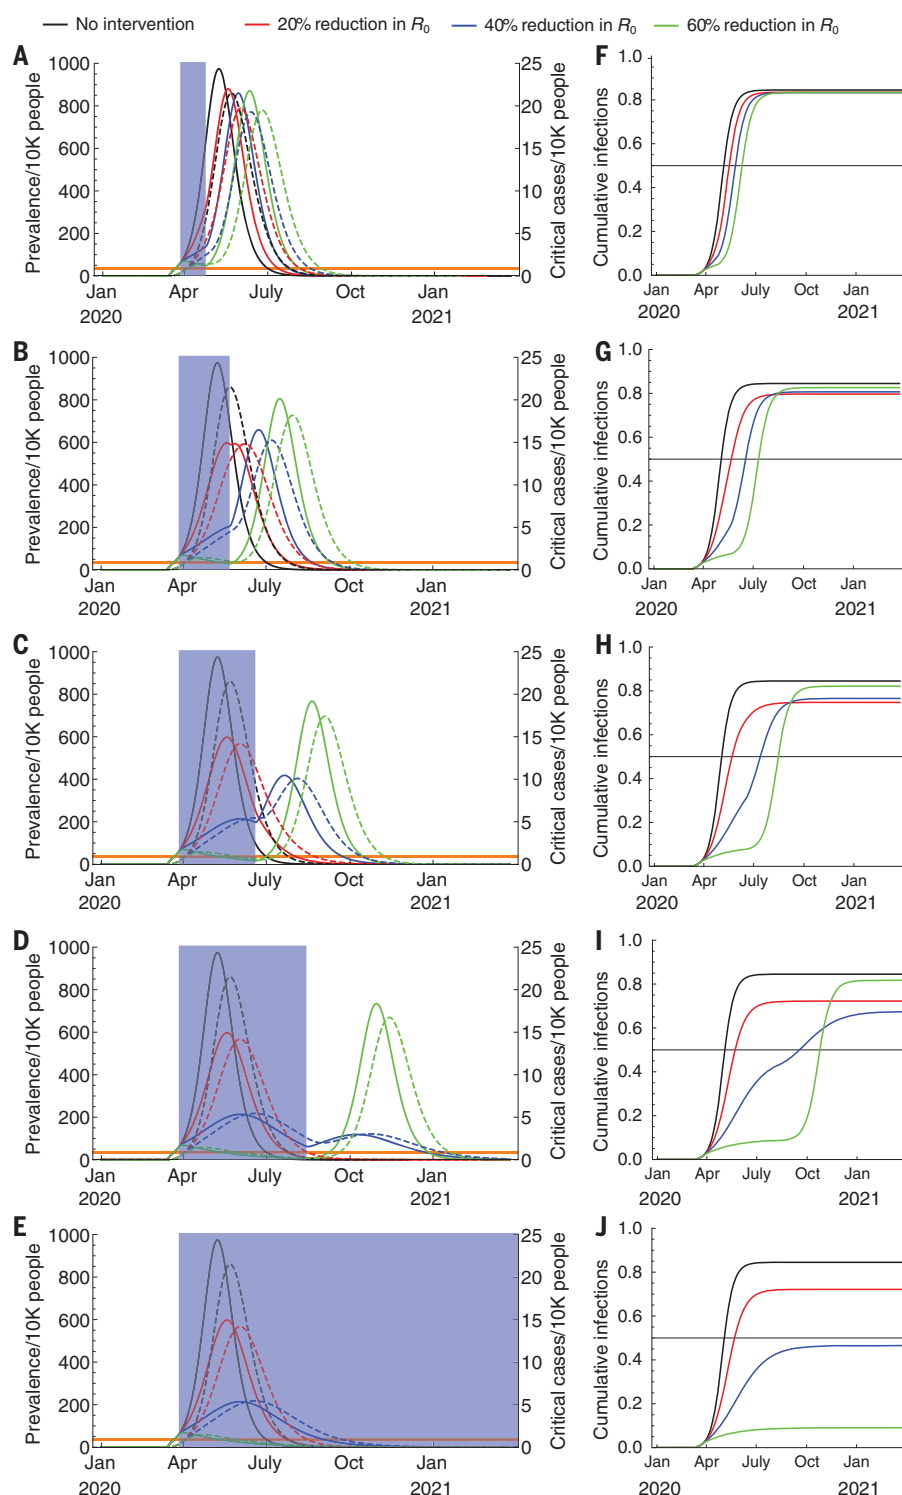 No intervention 20% reduction in R0 40% reduction in R0 60% reduction in R0
A
Prevalence/10K people
1000
800
600
400
200
0
25
20
15
10
5
0
Critical cases/10K people
Jan Apr July Oct Jan
2020 2021
F
Cumulative infections
1.0
0.8
0.6
0.4
0.2
0.0
Jan Apr July Oct Jan
2020 2021
B
Prevalence/10K people
1000
800
600
400
200
0
25
20
15
10
5
0
Critical cases/10K people
Jan Apr July Oct Jan
2020 2021
G
Cumulative infections
1.0
0.8
0.6
0.4
0.2
0.0
Jan Apr July Oct Jan
2020 2021
C
Prevalence/10K people
1000
800
600
400
200
0
25
20
15
10
5
0
Critical cases/10K people
Jan Apr July Oct Jan
2020 2021
H
Cumulative infections
1.0
0.8
0.6
0.4
0.2
0.0
Jan Apr July Oct Jan
2020 2021
D
Prevalence/10K people
1000
800
600
400
200
0
25
20
15
10
5
0
Critical cases/10K people
Jan Apr July Oct Jan
2020 2021
I
Cumulative infections
1.0
0.8
0.6
0.4
0.2
0.0
Jan Apr July Oct Jan
2020 2021
E
Prevalence/10K people
1000
800
600
400
200
0
25
20
15
10
5
0
Critical cases/10K people
Jan Apr July Oct Jan
2020 2021
J
Cumulative infections
1.0
0.8
0.6
0.4
0.2
0.0
Jan Apr July Oct Jan
2020 2021